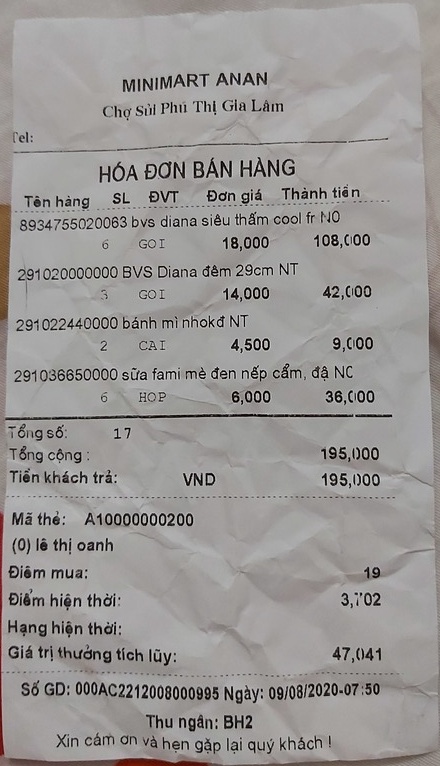 MINIMART ANAN
Chợ Sủi Phú Thị Gia Lâm
Tel:
HÓA ĐƠN BÁN HÀNG
Tên hàng SL ĐVT Đơn giá Thành tiền
8934755020063 bvs diana siêu thấm cool fr NO
6 GOI 18,000 108,000
291020000000 BVS Diana đêm 29cm NT
3 GOI 14,000 42,000
291022440000 bánh mì nhokđ NT
2 CAI 4,500 9,000
291036650000 sữa fami mè đen nếp cẩm, đậ NC
6 HOP 6,000 36,000
Tổng số: 17
Tổng cộng : 195,000
Tiền khách trả: VND 195,000
Mã thẻ: A10000000200
(0) lê thị oanh
Điểm mua: 19
Điểm hiện thời: 3,702
Hạng hiện thời:
Giá trị thưởng tích lũy: 47,041
Số GD: 000AC2212008000995 Ngày: 09/08/2020-07:50
Thu ngân: BH2
Xin cám ơn và hẹn gặp lại quý khách !